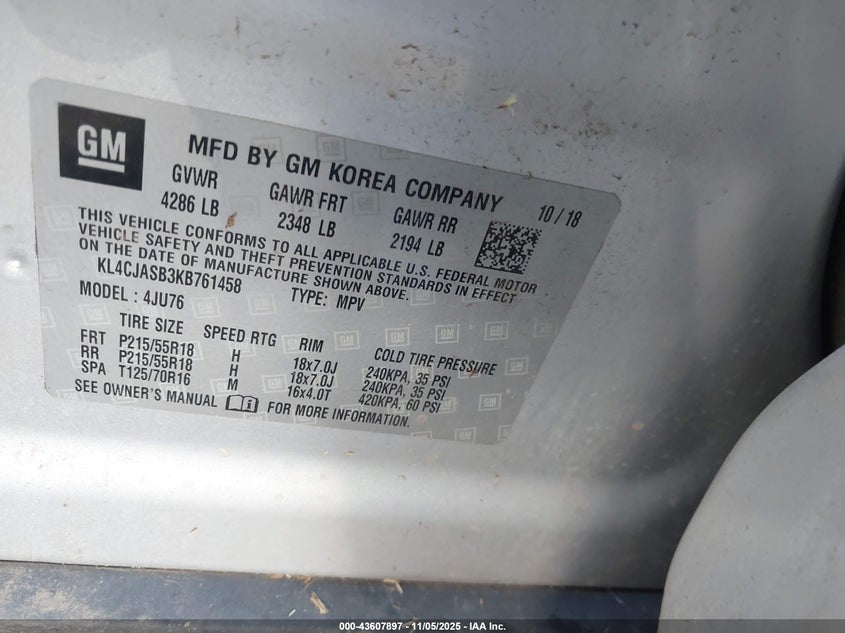 GM
MFD BY GM KOREA COMPANY
10/18
GVWR GAWR FRT GAWR RR
4286 LB 2348 LB 2194 LB
THIS VEHICLE CONFORMS TO ALL APPLICABLE U.S. FEDERAL MOTOR
VEHICLE SAFETY AND THEFT PREVENTION STANDARDS IN EFFECT
ON THE DATE OF MANUFACTURE SHOWN ABOVE.
KL4CJASB3KB761458 TYPE: MPV
MODEL : 4JU76
TIRE SIZE SPEED RTG RIM COLD TIRE PRESSURE
FRT P215/55R18 H 18x7.0J 240KPA, 35 PSI
RR P215/55R18 H 18x7.0J 240KPA, 35 PSI
SPA T125/70R16 M 16x4.0T 420KPA, 60 PSI
SEE OWNER'S MANUAL i FOR MORE INFORMATION.
000-43607897 - 11/05/2025 - IAA Inc.